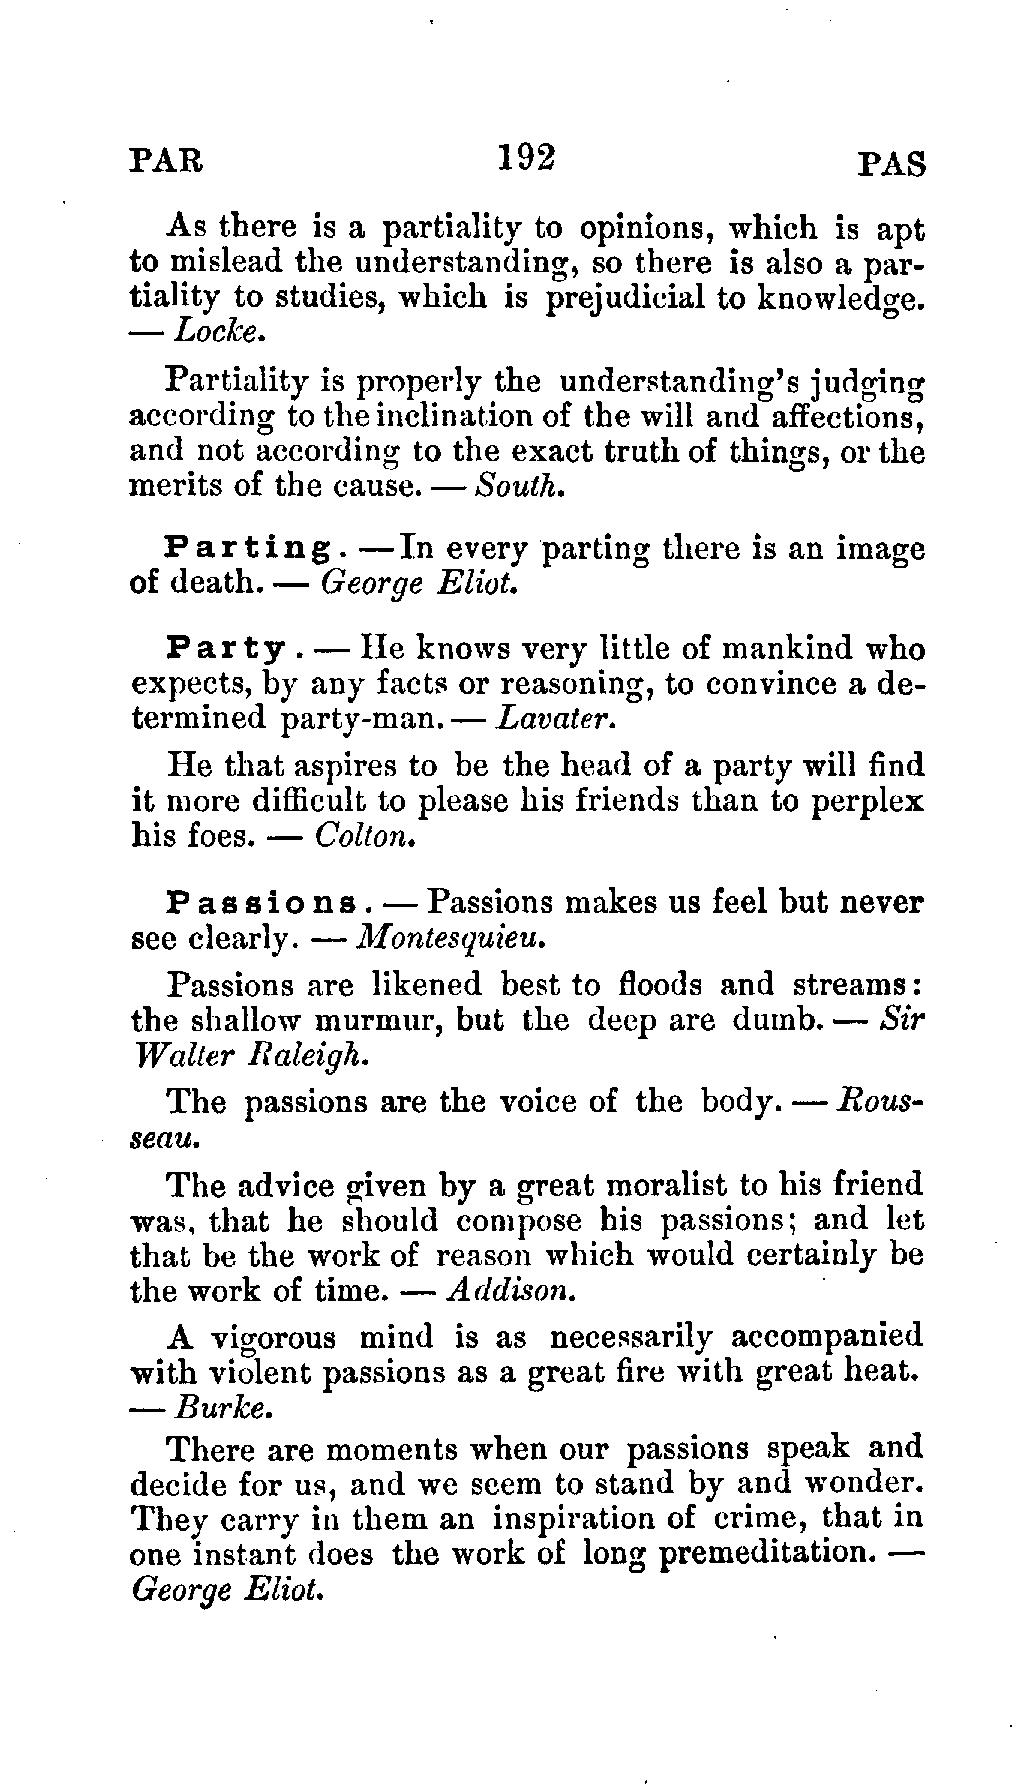 PAR 192 PAS
As there is a partiality to opinions, which is apt
to mislead the understanding, so there is also a par-
tiality to studies, which is prejudicial to knowledge.
— Locke.
Partiality is properly the understanding's judging
according to the inclination of the will and affections,
and not according to the exact truth of things, or the
merits of the cause. — South.
Parting. — In every parting there is an image
of death. — George Eliot.
Party. — He knows very little of mankind who
expects, by any facts or reasoning, to convince a de-
termined party-man. — Lavater.
He that aspires to be the head of a party will find
it more difficult to please his friends than to perplex
his foes. — Colton.
Passions. — Passions makes us feel but never
see clearly. — Montesquieu.
Passions are likened best to floods and streams:
the shallow murmur, but the deep are dumb. — Sir
Walter Raleigh.
The passions are the voice of the body. — Rous-
seau.
The advice given by a great moralist to his friend
was, that he should compose his passions; and let
that be the work of reason which would certainly be
the work of time. — Addison.
A vigorous mind is as necessarily accompanied
with violent passions as a great fire with great heat.
— Burke.
There are moments when our passions speak and
decide for us, and we seem to stand by and wonder.
They carry in them an inspiration of crime, that in
one instant does the work of long premeditation. —
George Eliot.